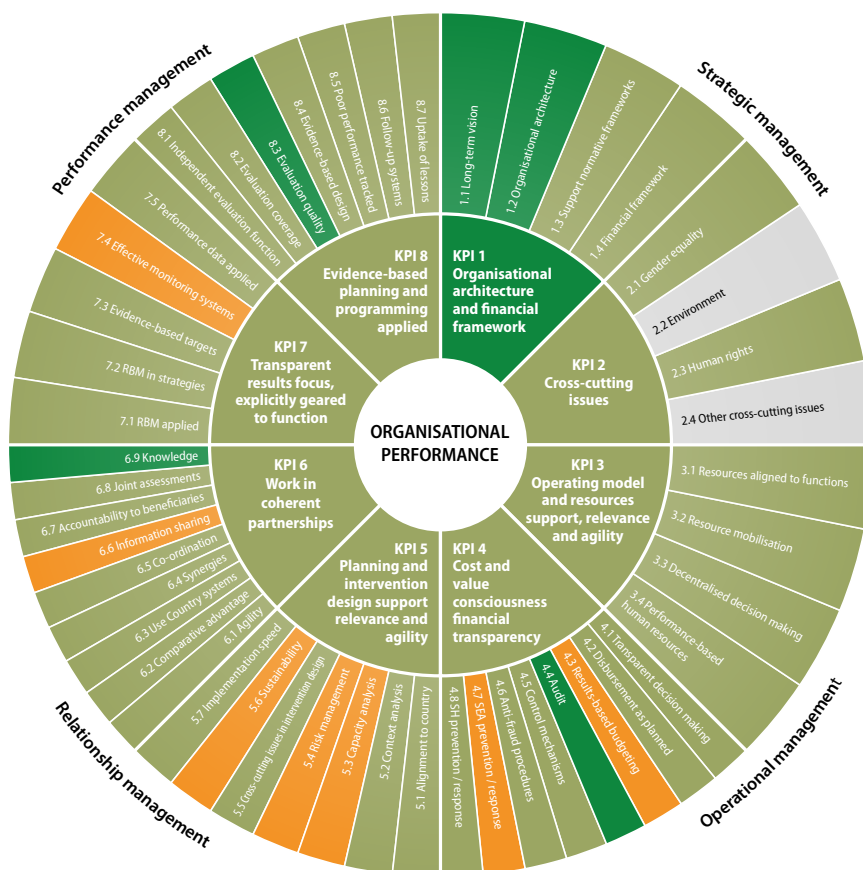 Performance management
Strategic management
Operational management
Relationship management
ORGANISATIONAL
PERFORMANCE
KPI 1
Organisational
architecture
and financial
framework
1.1 Long-term vision
1.2 Organisational architecture
1.3 Support normative frameworks
1.4 Financial framework
KPI 2
Cross-cutting
issues
2.1 Gender equality
2.2 Environment
2.3 Human rights
2.4 Other cross-cutting issues
KPI 3
Operating model
and resources
support, relevance
and agility
3.1 Resources aligned to functions
3.2 Resource mobilisation
3.3 Decentralised decision making
3.4 Performance-based
human resources
KPI 4
Cost and
value
consciousness
financial
transparency
4.1 Transparent decision making
4.2 Disbursement as planned
4.3 Results-based budgeting
4.4 Audit
4.5 Control mechanisms
4.6 Anti-fraud procedures
4.7 SEA prevention / response
4.8 SH prevention / response
KPI 5
Planning and
intervention
design support
relevance and
agility
5.1 Alignment to country
5.2 Context analysis
5.3 Capacity analysis
5.4 Risk management
5.5 Cross-cutting issues in intervention design
5.6 Sustainability
5.7 Implementation speed
KPI 6
Work in
coherent
partnerships
6.1 Agility
6.2 Comparative advantage
6.3 Use Country systems
6.4 Synergies
6.5 Co-ordination
6.6 Information sharing
6.7 Accountability to beneficiaries
6.8 Joint assessments
6.9 Knowledge
KPI 7
Transparent
results focus,
explicitly geared
to function
7.1 RBM applied
7.2 RBM in strategies
7.3 Evidence-based targets
7.4 Effective monitoring systems
7.5 Performance data applied
KPI 8
Evidence-based
planning and
programming
applied
8.1 Independent evaluation function
8.2 Evaluation coverage
8.3 Evaluation quality
8.4 Evidence-based design
8.5 Poor performance tracked
8.6 Follow-up systems
8.7 Uptake of lessons